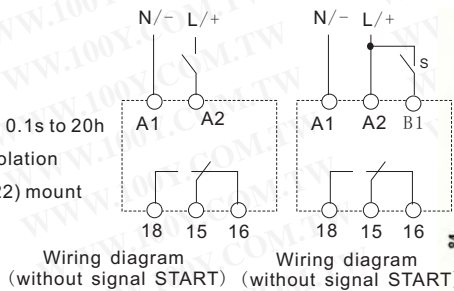 N/− L/+ N/− L/+
S
0.1s to 20h A1 A2 A1 A2 B1
olation
22) mount
18 15 16 18 15 16
Wiring diagram Wiring diagram
(without signal START) (without signal START)
WWW.100Y.COM.TW